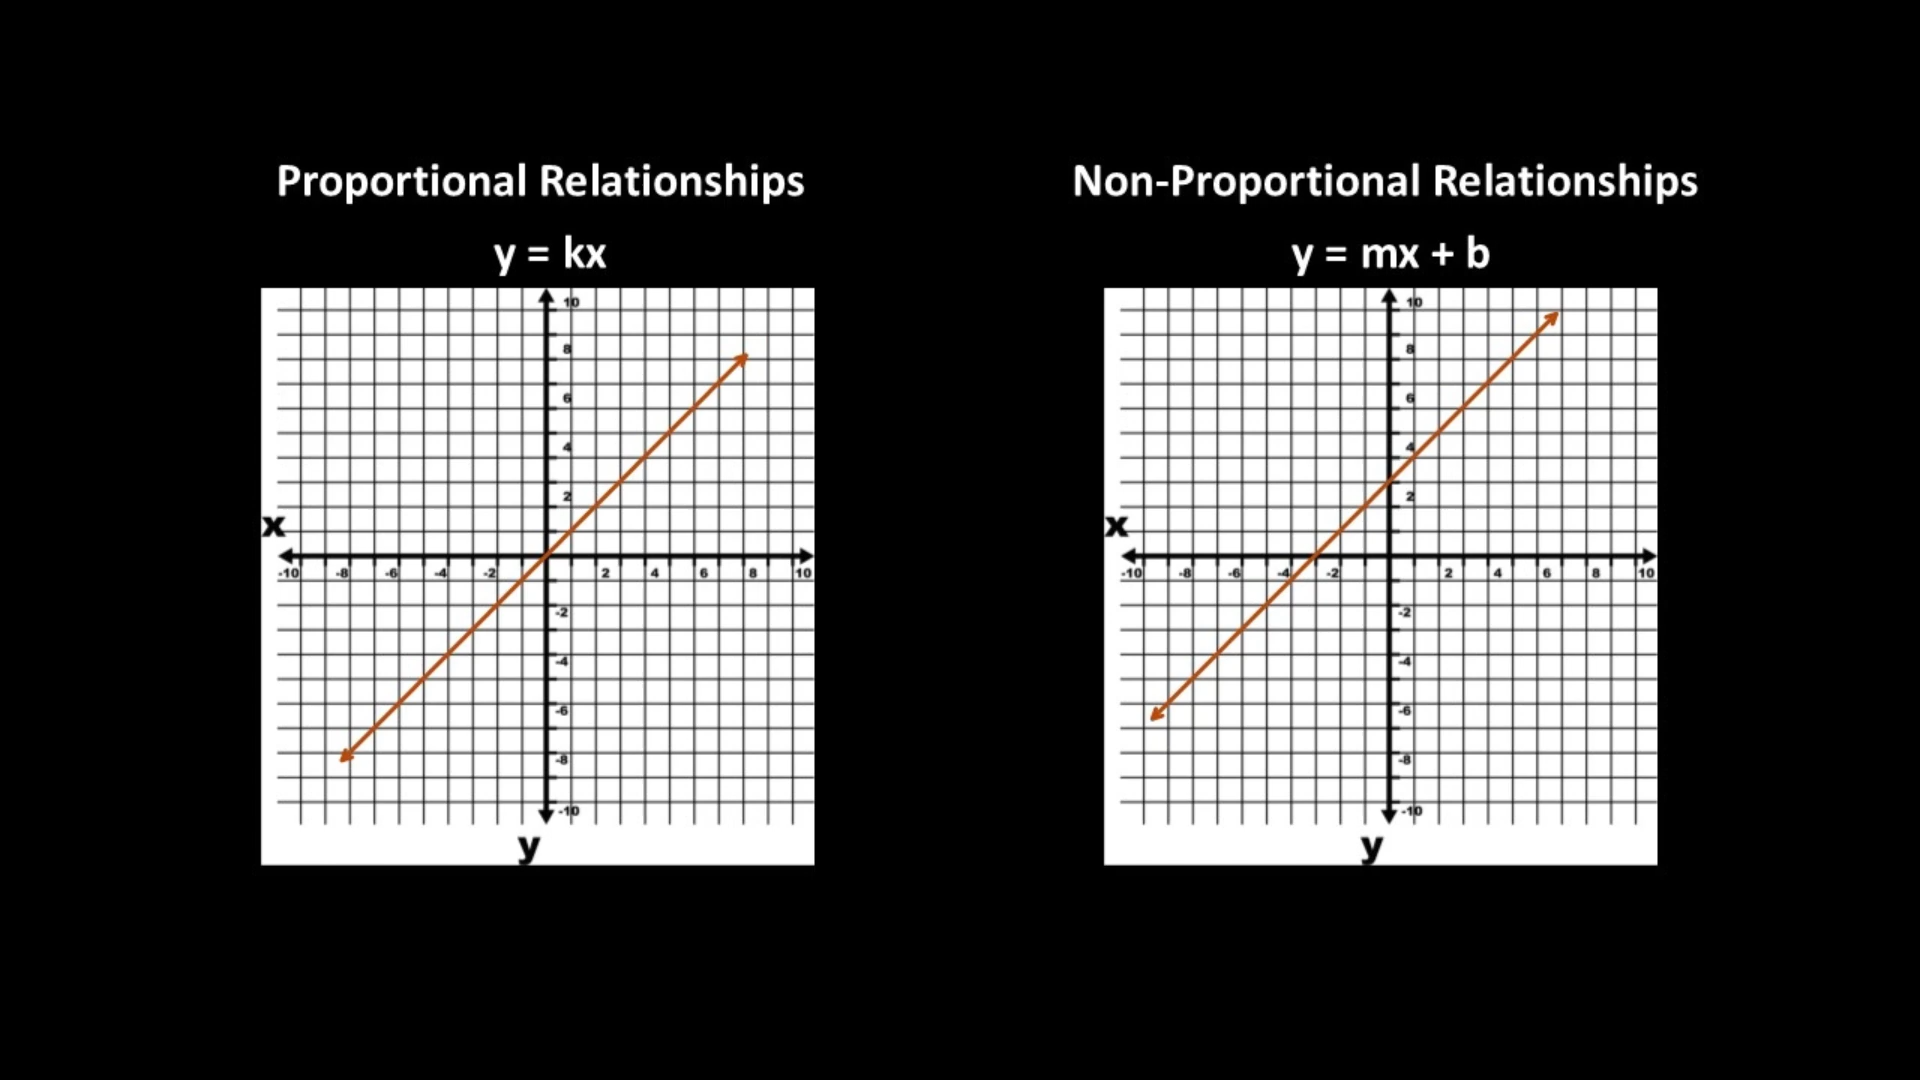 Proportional Relationships
y = kx
10
8
6
4
2
x
-10 -8 -6 -4 -2 2 4 6 8 10
-2
-4
-6
-8
-10
y
Non-Proportional Relationships
y = mx + b
10
8
6
4
2
x
-10 -8 -6 -4 -2 2 4 6 8 10
-2
-4
-6
-8
-10
y